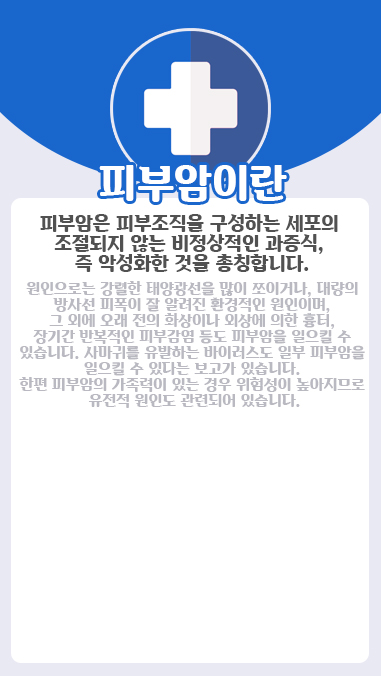 피부암이란
피부암은 피부조직을 구성하는 세포의
조절되지 않는 비정상적인 과증식,
즉 악성화한 것을 총칭합니다.
원인으로는 강렬한 태양광선을 많이 쪼이거나, 대량의
방사선 피폭이 잘 알려진 환경적인 원인이며,
그 외에 오래 전의 화상이나 외상에 의한 흉터,
장기간 반복적인 피부감염 등도 피부암을 일으킬 수
있습니다. 사마귀를 유발하는 바이러스도 일부 피부암을
일으킬 수 있다는 보고가 있습니다.
한편 피부암의 가족력이 있는 경우 위험성이 높아지므로
유전적 원인도 관련되어 있습니다.